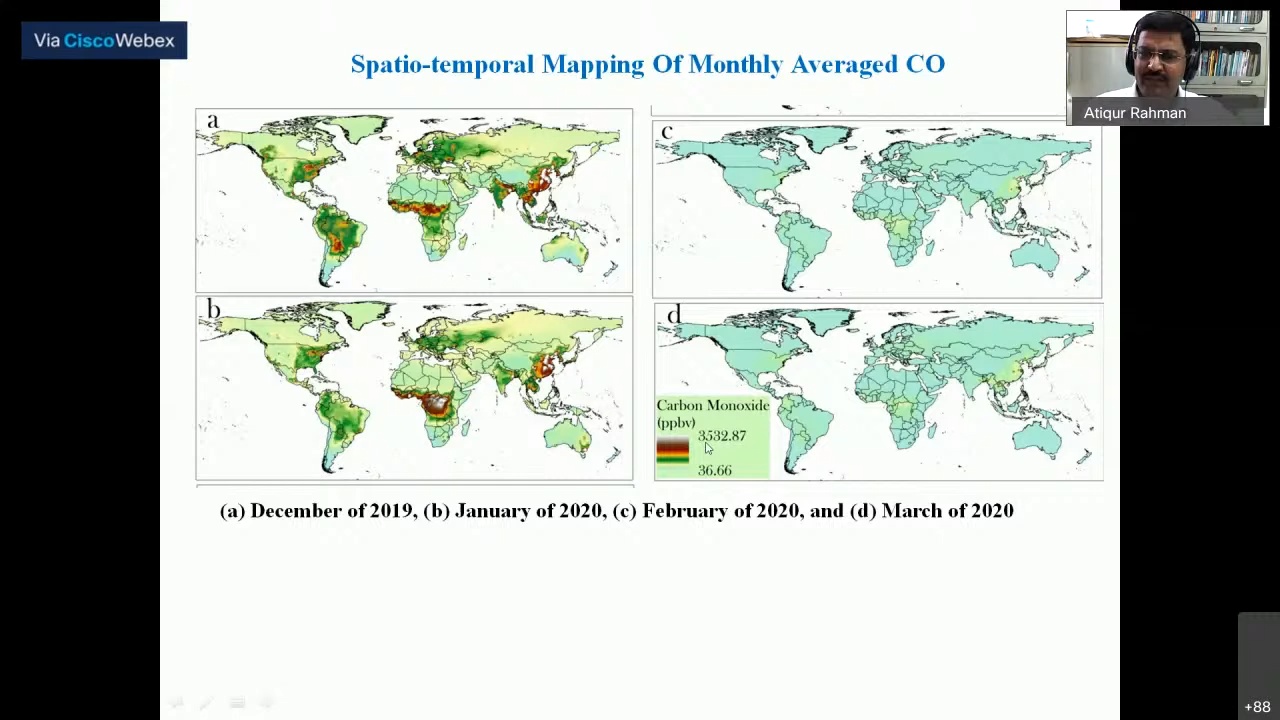 Via CiscoWebex
Spatio-temporal Mapping Of Monthly Averaged CO
Atiqur Rahman
a
c
b
d
Carbon Monoxide
(ppbv)
3532.87
36.66
(a) December of 2019, (b) January of 2020, (c) February of 2020, and (d) March of 2020
+88